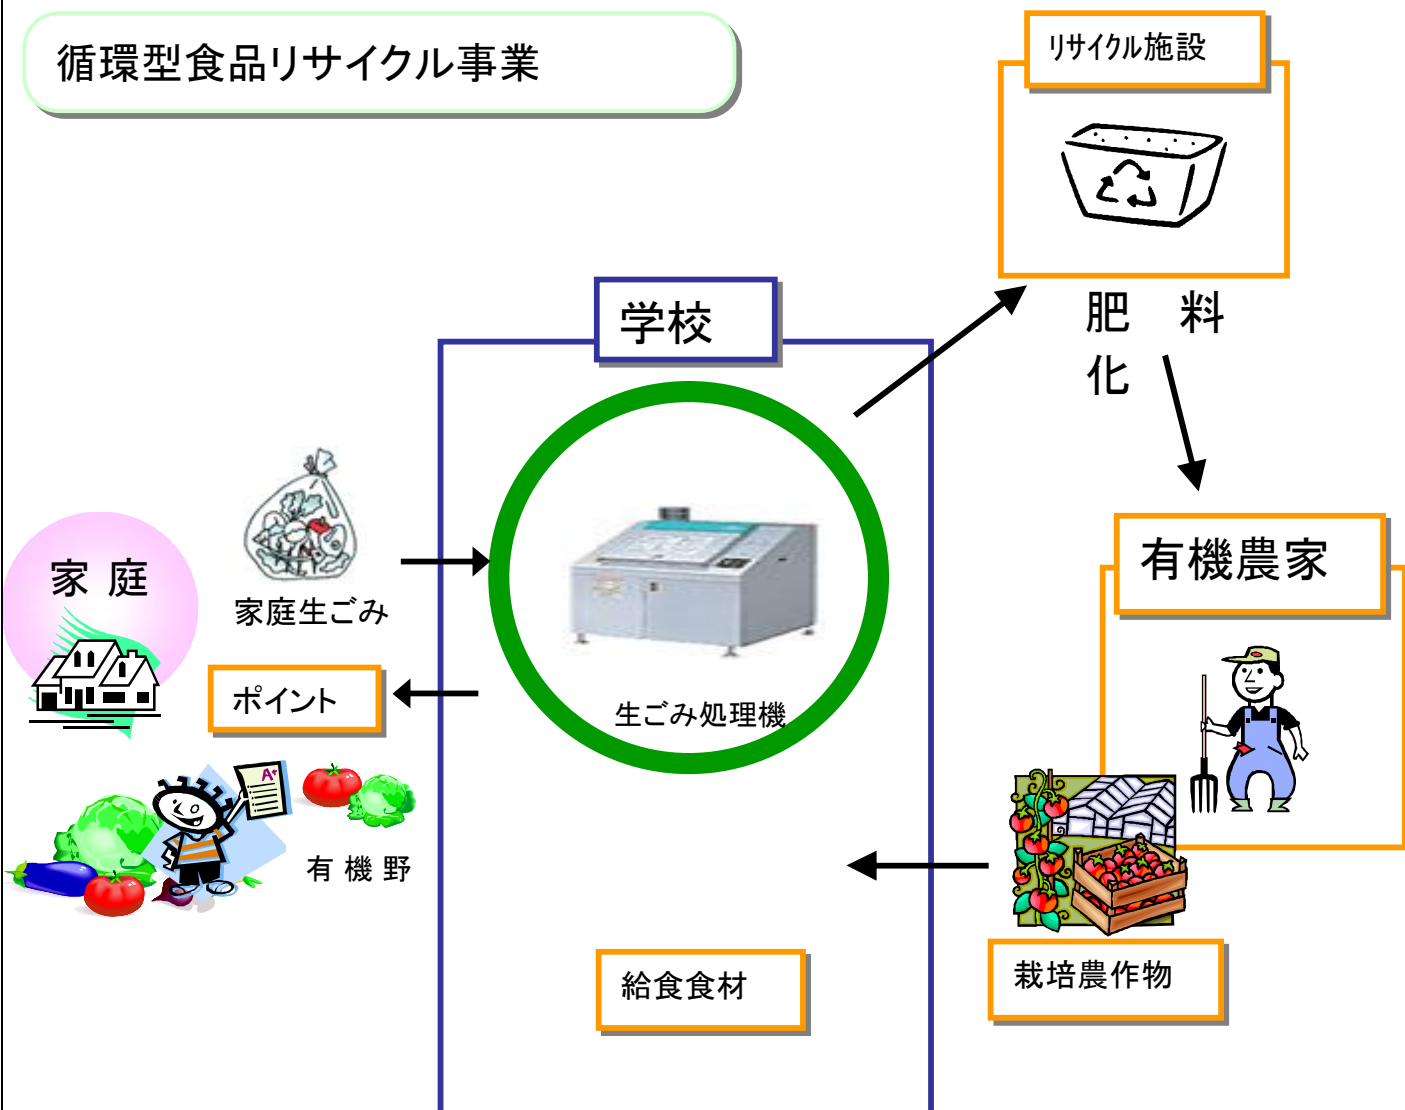 循環型食品リサイクル事業
リサイクル施設
肥 料
化
学校
有機農家
家 庭
家庭生ごみ
ポイント
生ごみ処理機
A+
有 機 野
給食食材
栽培農作物